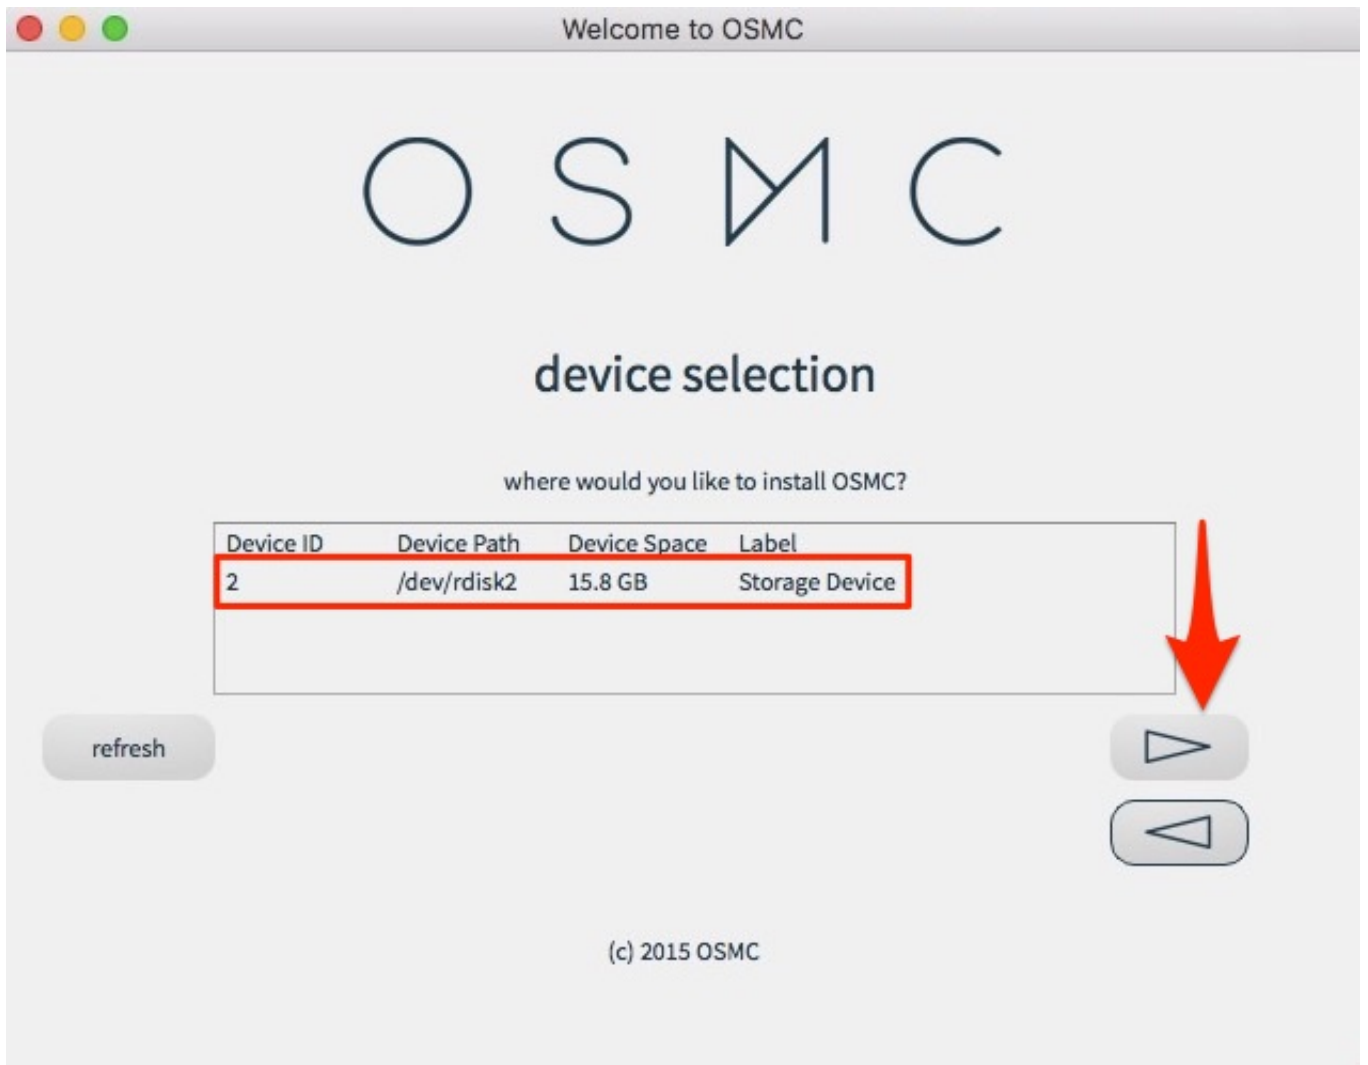 Welcome to OSMC
OSMC
device selection
where would you like to install OSMC?
Device ID Device Path Device Space Label
2 /dev/rdisk2 15.8 GB Storage Device
refresh
(c) 2015 OSMC